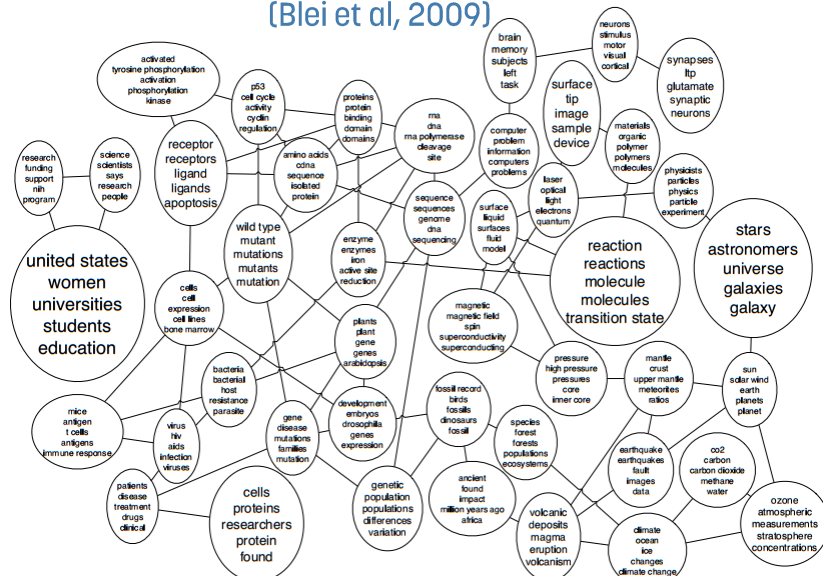 (Blei et al, 2009)
activated
tyrosine phosphorylation
activation
phosphorylation
kinase
p53
cell cycle
activity
cyclin
regulation
proteins
protein
binding
domain
domains
rna
dna
rna polymerase
cleavage
site
brain
memory
subjects
left
task
neurons
stimulus
motor
visual
cortical
synapses
ltp
glutamate
synaptic
neurons
surface
tip
image
sample
device
computer
problem
information
computers
problems
materials
organic
polymer
polymers
molecules
research
funding
support
nih
program
science
scientists
says
research
people
receptor
receptors
ligand
ligands
apoptosis
amino acids
cdna
sequence
isolated
protein
sequence
sequences
genome
dna
sequencing
laser
optical
light
electrons
quantum
physicists
particles
physics
particle
experiment
surface
liquid
surfaces
fluid
model
wild type
mutant
mutations
mutants
mutation
enzyme
enzymes
iron
active site
reduction
reaction
reactions
molecule
molecules
transition state
stars
astronomers
universe
galaxies
galaxy
united states
women
universities
students
education
cells
cell
expression
cell lines
bone marrow
plants
plant
gene
genes
arabidopsis
magnetic
magnetic field
spin
superconductivity
superconducting
pressure
high pressure
pressures
core
inner core
mantle
crust
upper mantle
meteorites
ratios
sun
solar wind
earth
planets
planet
bacteria
bacterial
host
resistance
parasite
mice
antigen
t cells
antigens
immune response
virus
hiv
aids
infection
viruses
gene
disease
mutations
families
mutation
development
embryos
drosophila
genes
expression
fossil record
birds
fossils
dinosaurs
fossil
species
forest
forests
populations
ecosystems
earthquake
earthquakes
fault
images
data
co2
carbon
carbon dioxide
methane
water
patients
disease
treatment
drugs
clinical
cells
proteins
researchers
protein
found
genetic
population
populations
differences
variation
ancient
found
impact
million years ago
africa
volcanic
deposits
magma
eruption
volcanism
climate
ocean
ice
changes
climate change
ozone
atmospheric
measurements
stratosphere
concentrations